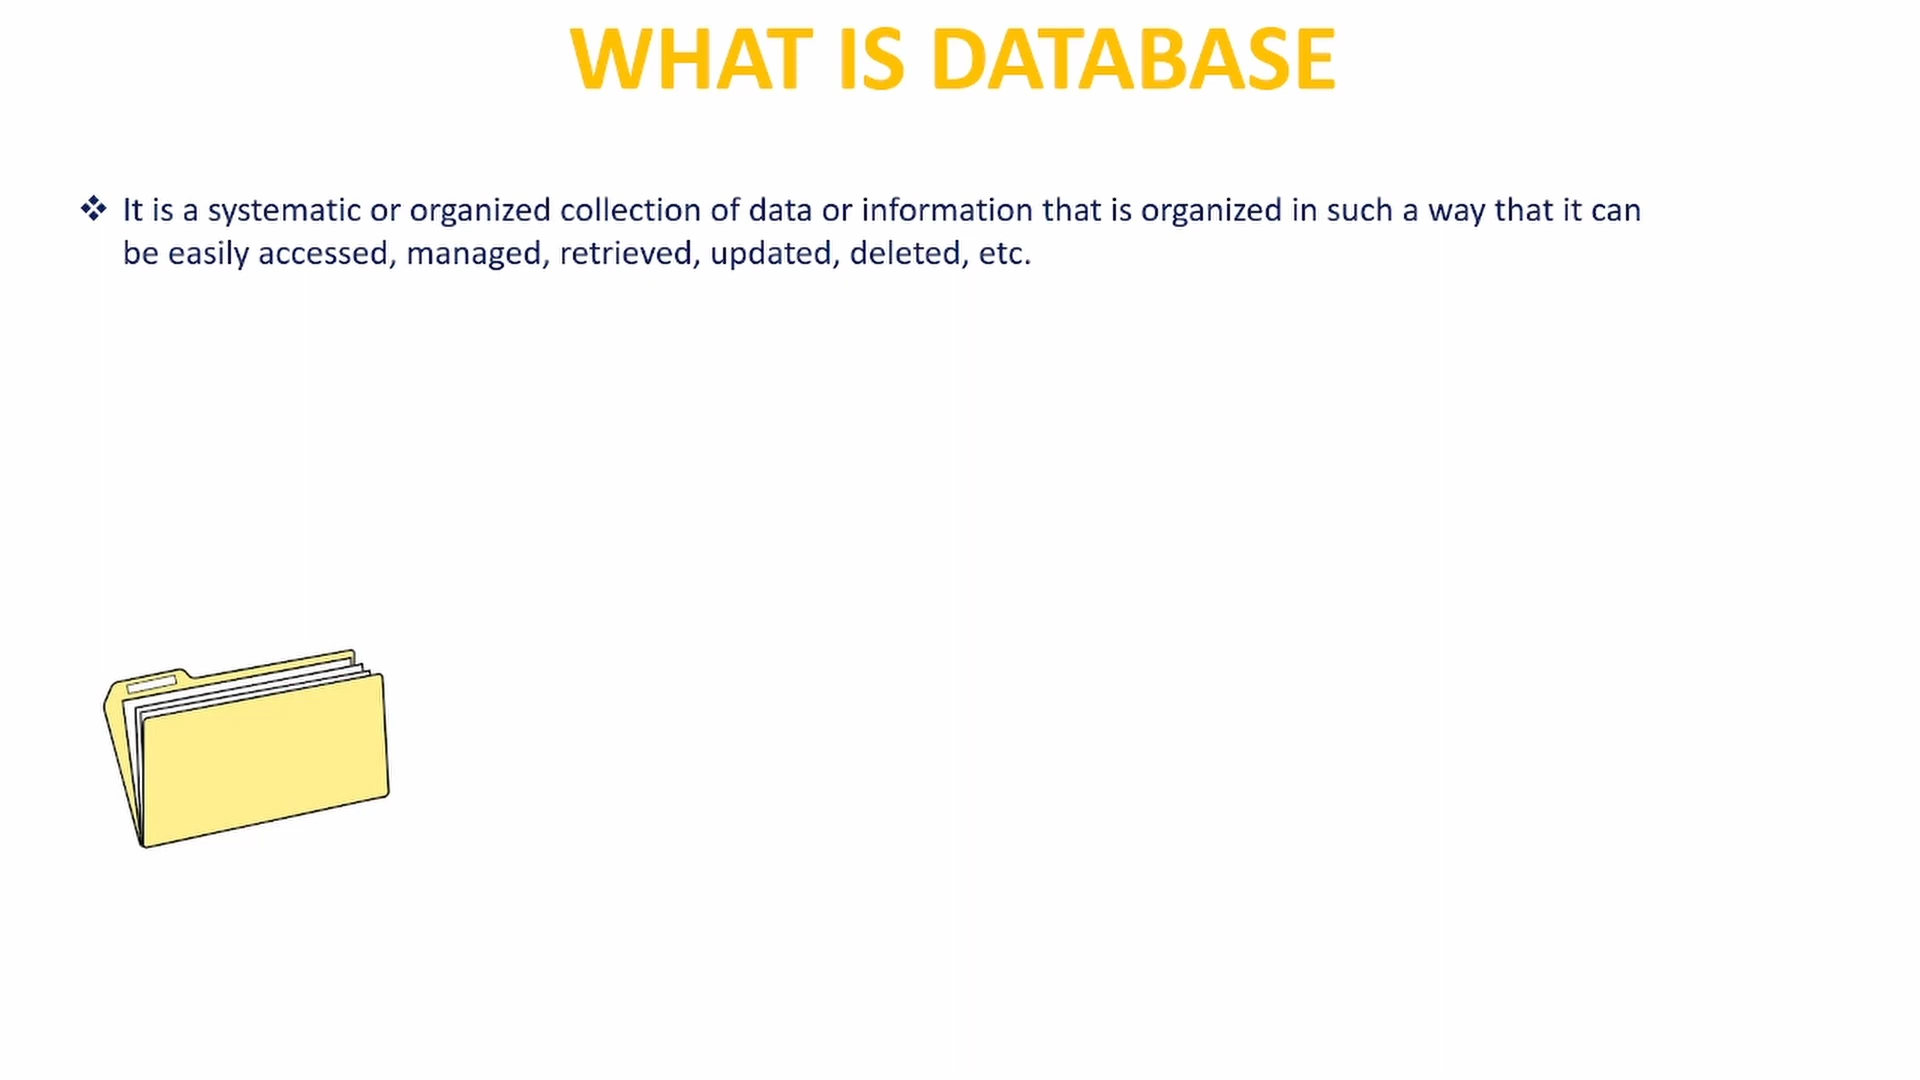 WHAT IS DATABASE
❖ It is a systematic or organized collection of data or information that is organized in such a way that it can
be easily accessed, managed, retrieved, updated, deleted, etc.